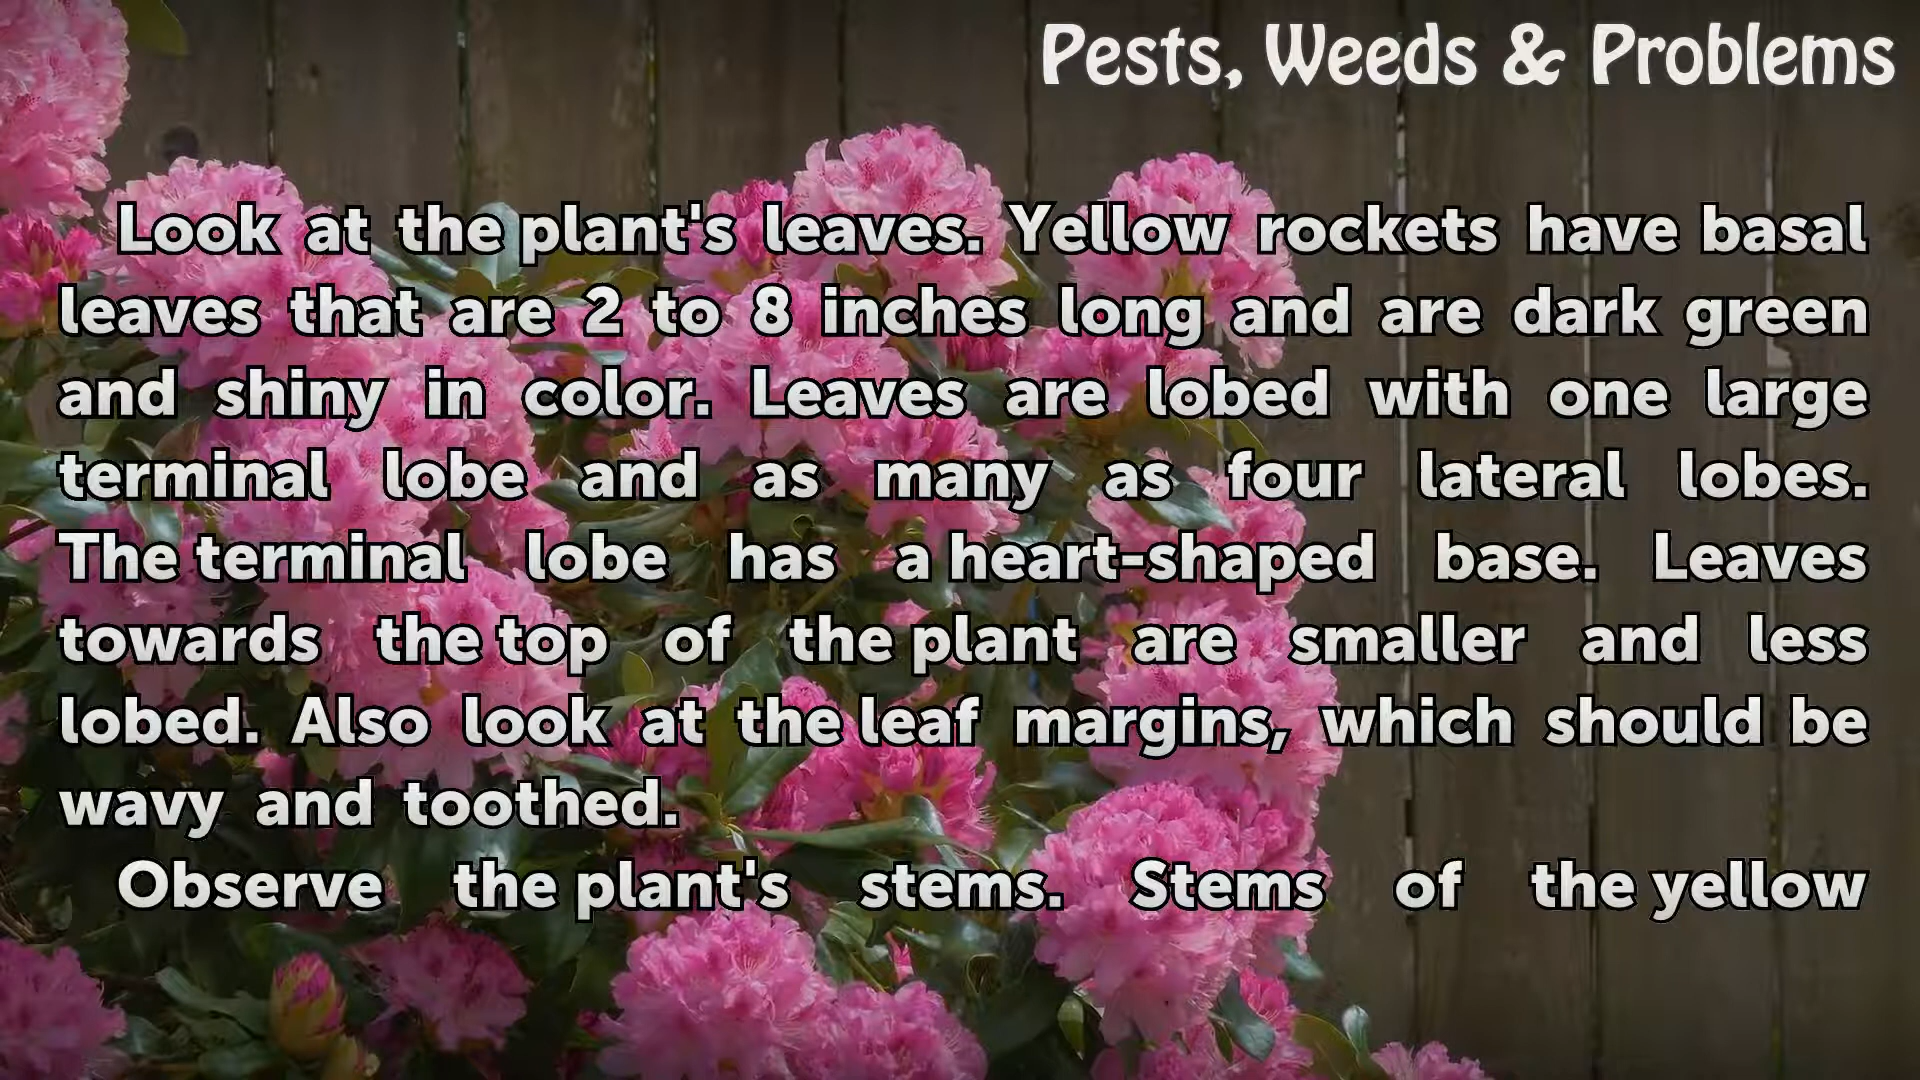 Pests, Weeds & Problems
Look at the plant's leaves. Yellow rockets have basal
leaves that are 2 to 8 inches long and are dark green
and shiny in color. Leaves are lobed with one large
terminal lobe and as many as four lateral lobes.
The terminal lobe has a heart-shaped base. Leaves
towards the top of the plant are smaller and less
lobed. Also look at the leaf margins, which should be
wavy and toothed.
Observe the plant's stems. Stems of the yellow